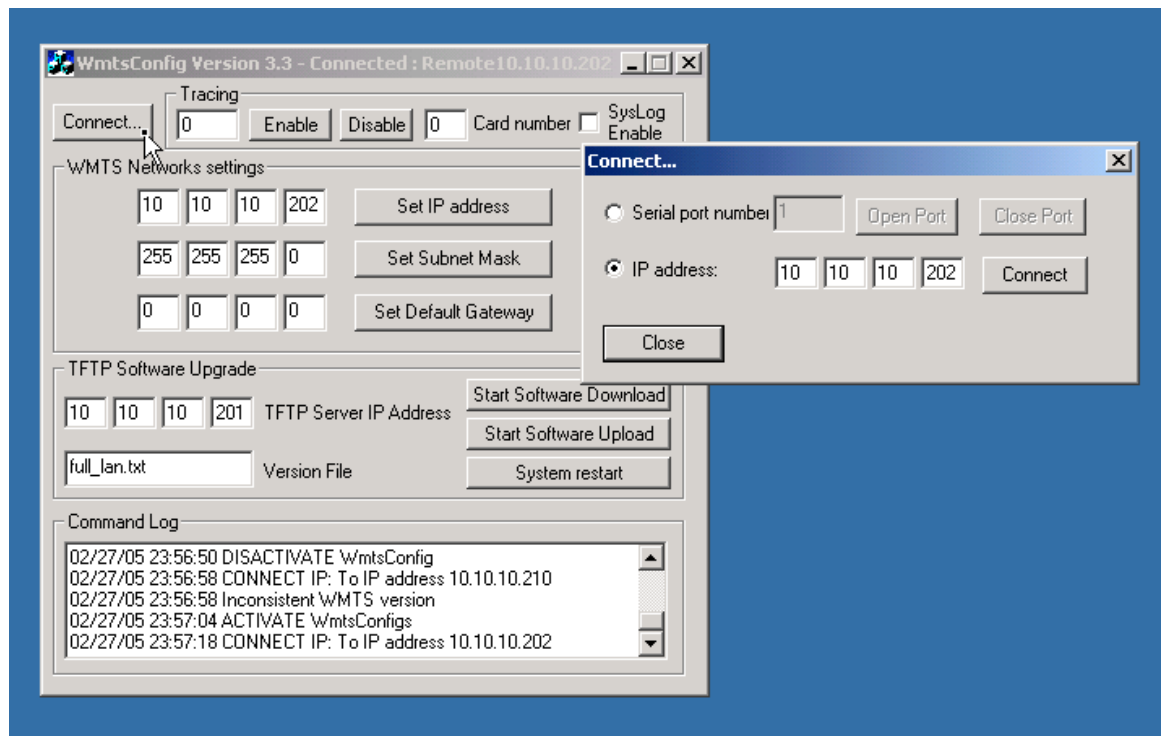 WmtsConfig Version 3.3 - Connected : Remote10.10.10.202
Tracing
Connect...
0
Enable
Disable
0
Card number
SysLog
Enable
WMTS Networks settings
10 10 10 202
Set IP address
255 255 255 0
Set Subnet Mask
0 0 0 0
Set Default Gateway
TFTP Software Upgrade
10 10 10 201
TFTP Server IP Address
Start Software Download
Start Software Upload
full_lan.txt
Version File
System restart
Command Log
02/27/05 23:56:50 DISACTIVATE WmtsConfig
02/27/05 23:56:58 CONNECT IP: To IP address 10.10.10.210
02/27/05 23:56:58 Inconsistent WMTS version
02/27/05 23:57:04 ACTIVATE WmtsConfigs
02/27/05 23:57:18 CONNECT IP: To IP address 10.10.10.202
Connect...
Serial port number
1
Open Port
Close Port
IP address:
10 10 10 202
Connect
Close